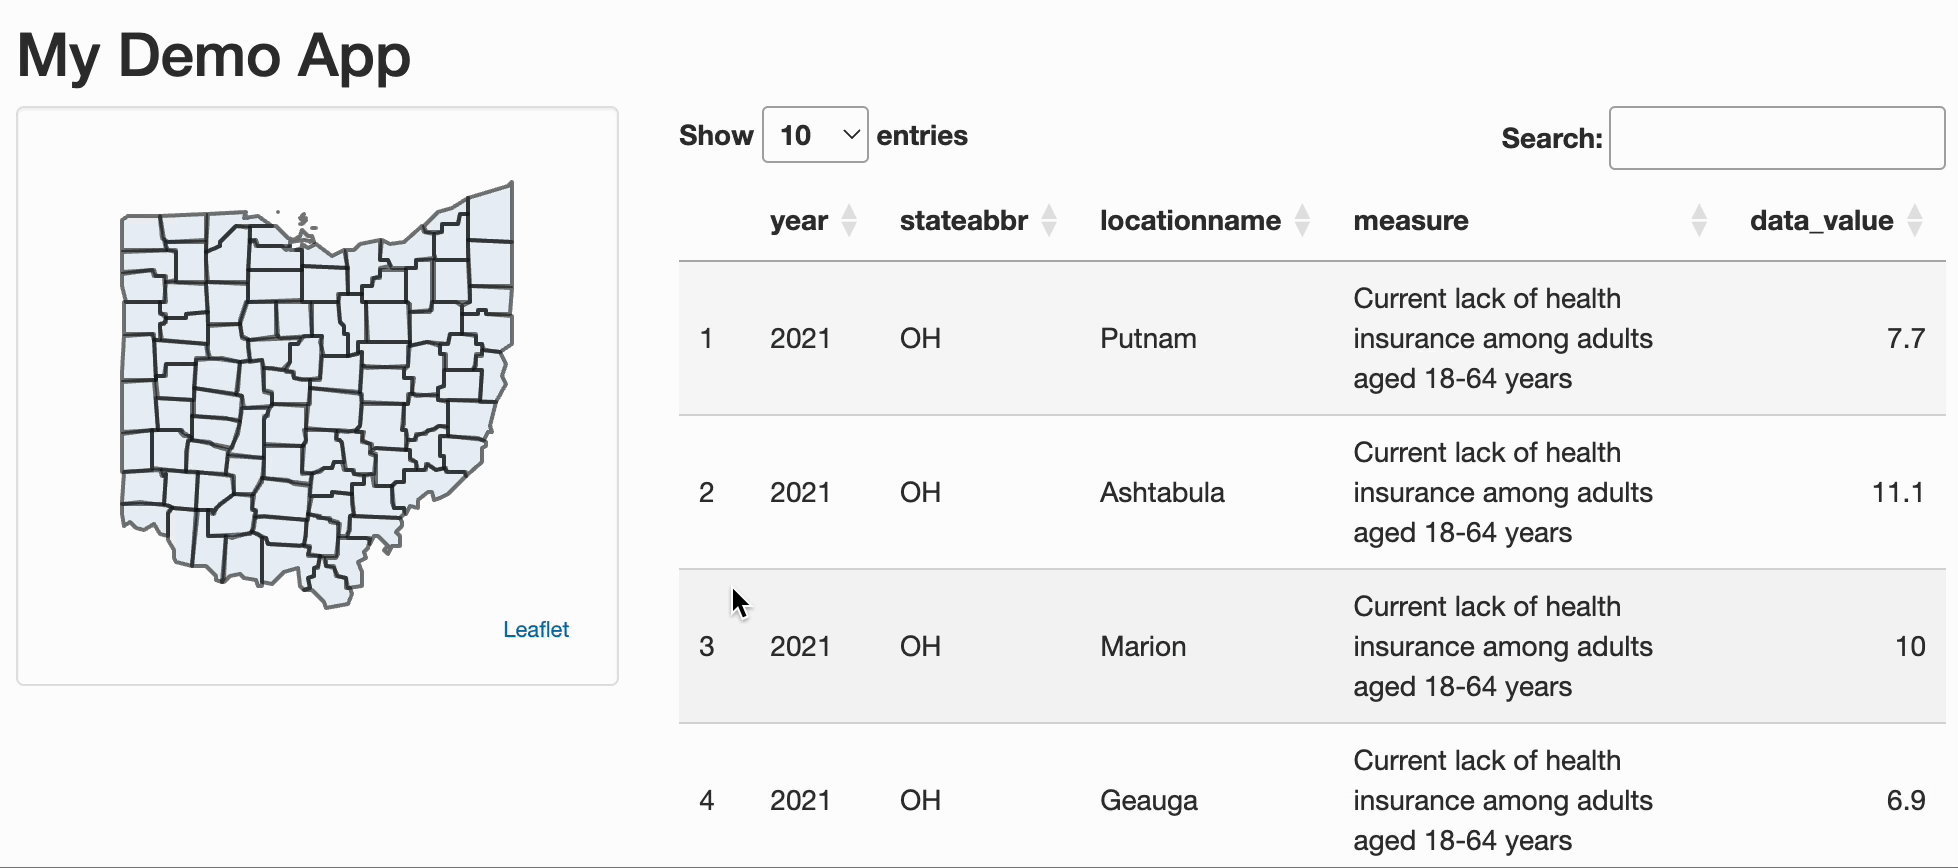 My Demo App
Show 10 entries
Search:
year stateabbr locationname measure data_value
1 2021 OH Putnam Current lack of health
insurance among adults
aged 18-64 years 7.7
2 2021 OH Ashtabula Current lack of health
insurance among adults
aged 18-64 years 11.1
3 2021 OH Marion Current lack of health
insurance among adults
aged 18-64 years 10
4 2021 OH Geauga Current lack of health
insurance among adults
aged 18-64 years 6.9
Leaflet